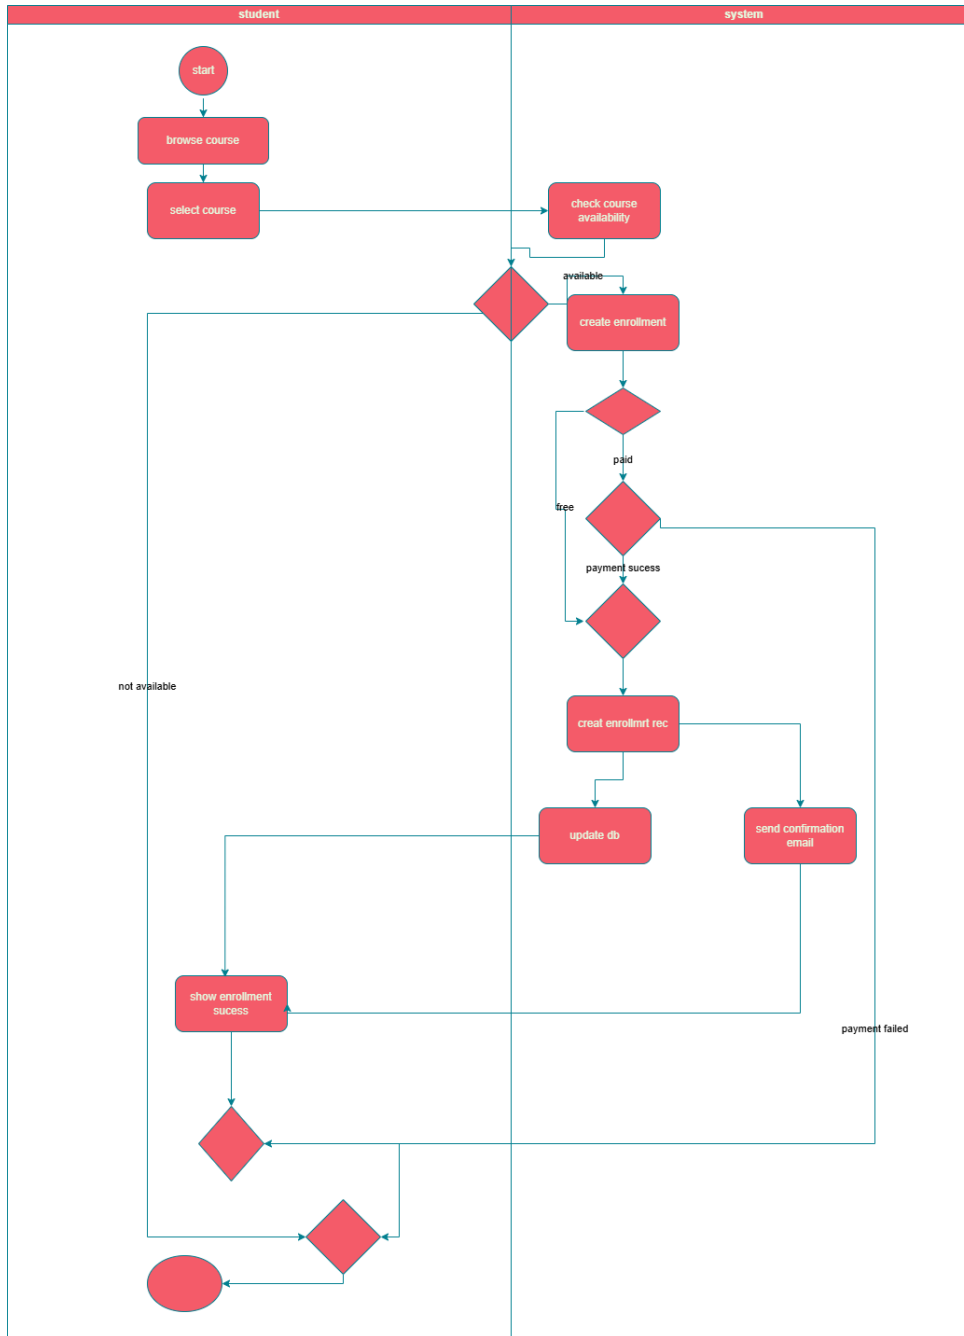 student
system
start
browse course
select course
check course
availability
available
create enrollment
paid
free
payment sucess
not available
creat enrollmrt rec
update db
send confirmation
email
show enrollment
sucess
payment failed